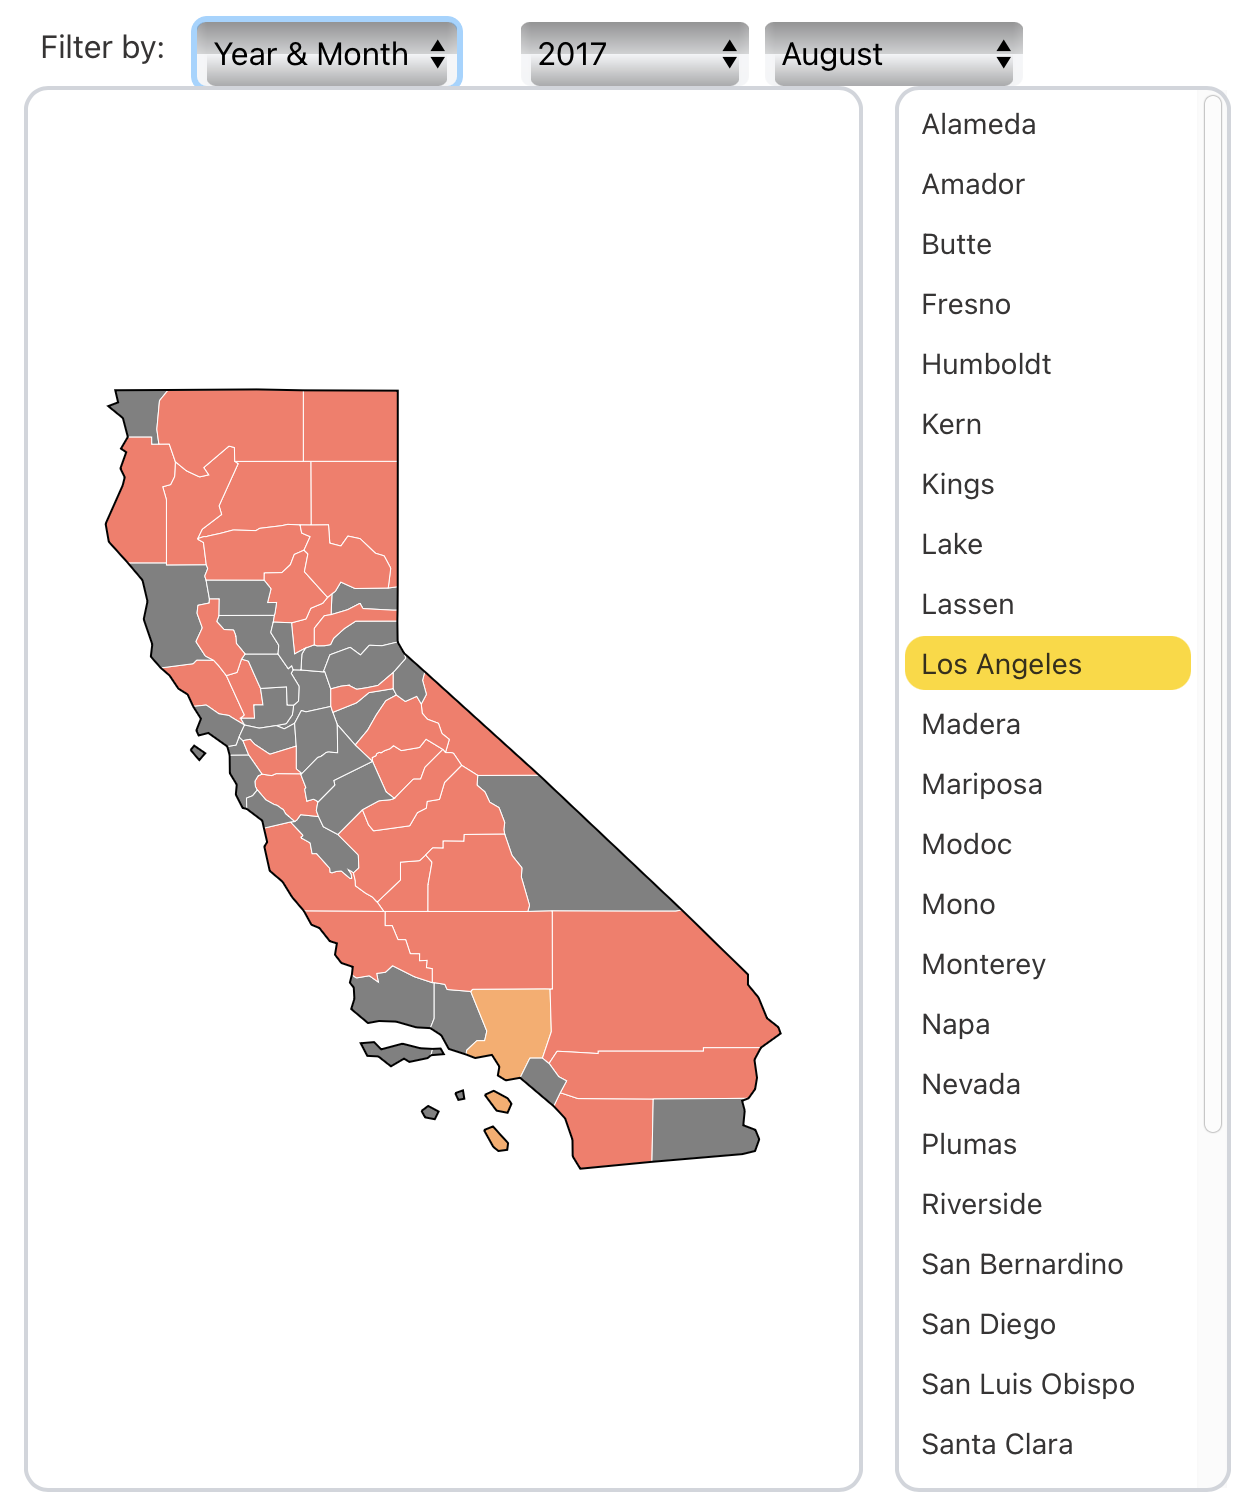 Filter by: Year & Month 2017 August
Alameda
Amador
Butte
Fresno
Humboldt
Kern
Kings
Lake
Lassen
Los Angeles
Madera
Mariposa
Modoc
Mono
Monterey
Napa
Nevada
Plumas
Riverside
San Bernardino
San Diego
San Luis Obispo
Santa Clara